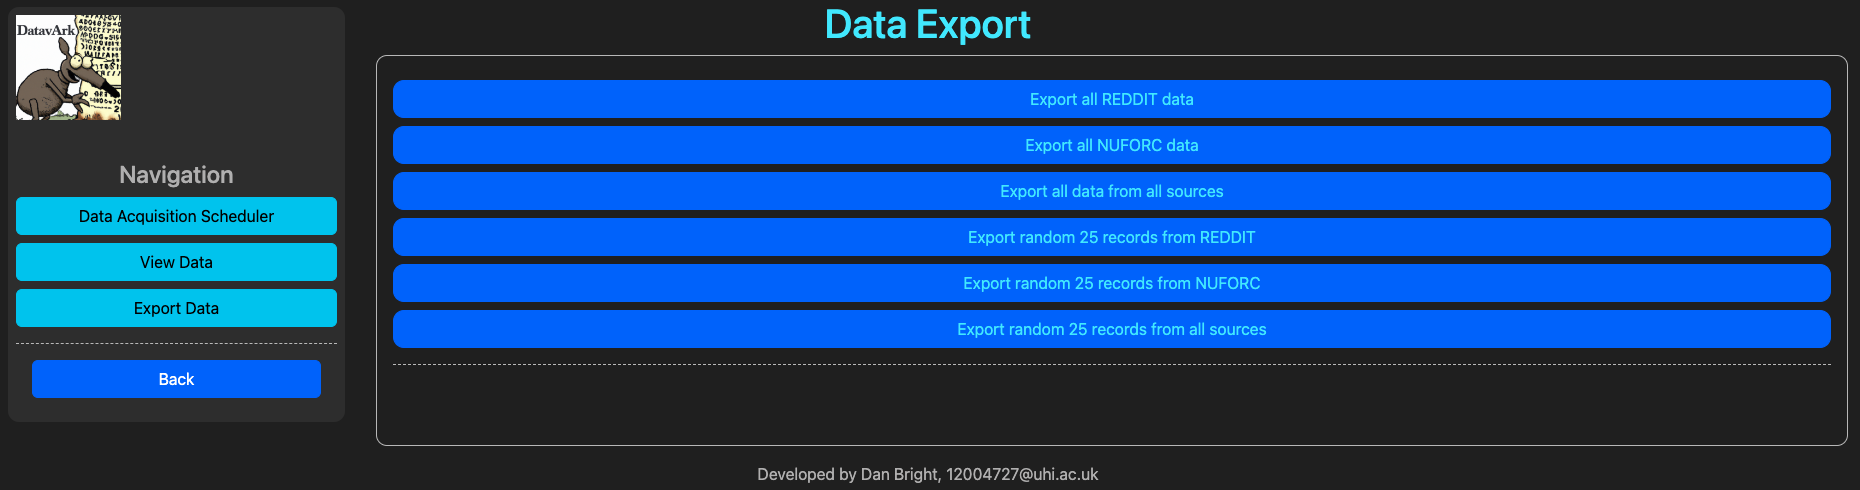 DatavArk
Data Export
Navigation
Data Acquisition Scheduler
View Data
Export Data
Back
Export all REDDIT data
Export all NUFORC data
Export all data from all sources
Export random 25 records from REDDIT
Export random 25 records from NUFORC
Export random 25 records from all sources
Developed by Dan Bright, 12004727@uhi.ac.uk